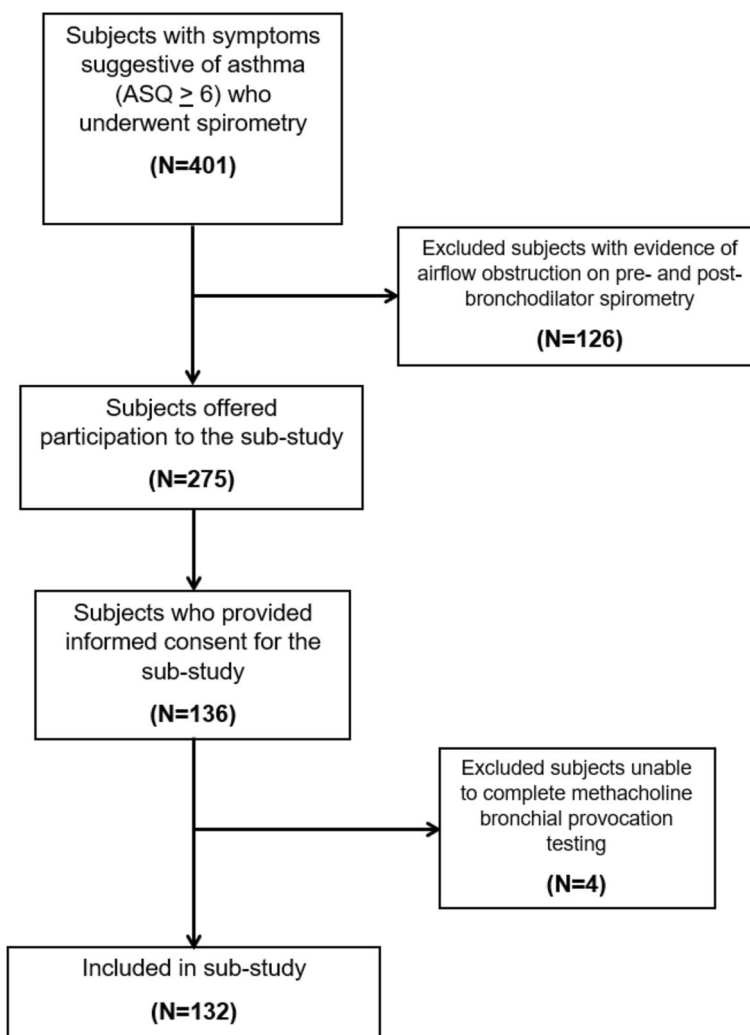 Subjects with symptoms
suggestive of asthma
(ASQ ≥ 6) who
underwent spirometry
(N=401)
Excluded subjects with evidence of
airflow obstruction on pre- and post-
bronchodilator spirometry
(N=126)
Subjects offered
participation to the sub-study
(N=275)
Subjects who provided
informed consent for the
sub-study
(N=136)
Excluded subjects unable
to complete methacholine
bronchial provocation
testing
(N=4)
Included in sub-study
(N=132)